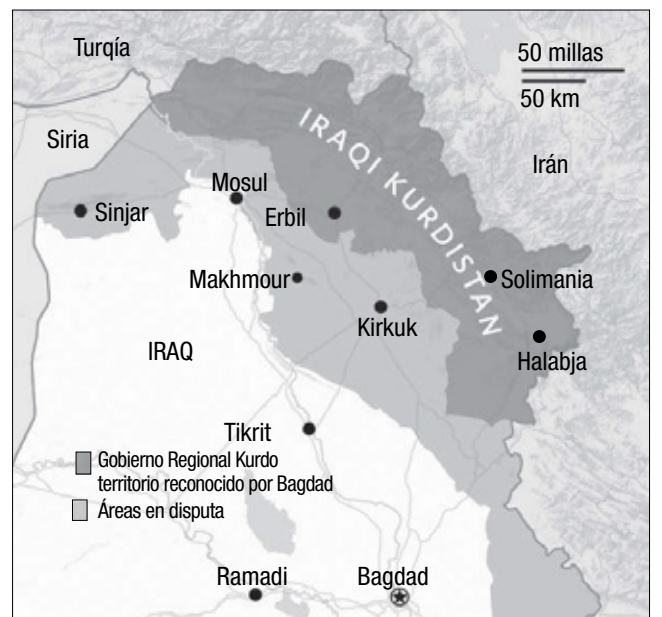 Turqía
50 millas
50 km
Siria
Irán
IRAQI KURDISTAN
Mosul
Sinjar
Erbil
Makhmour
Solimania
Kirkuk
IRAQ
Halabja
Tikrit
Gobierno Regional Kurdo
territorio reconocido por Bagdad
Áreas en disputa
Ramadi
Bagdad